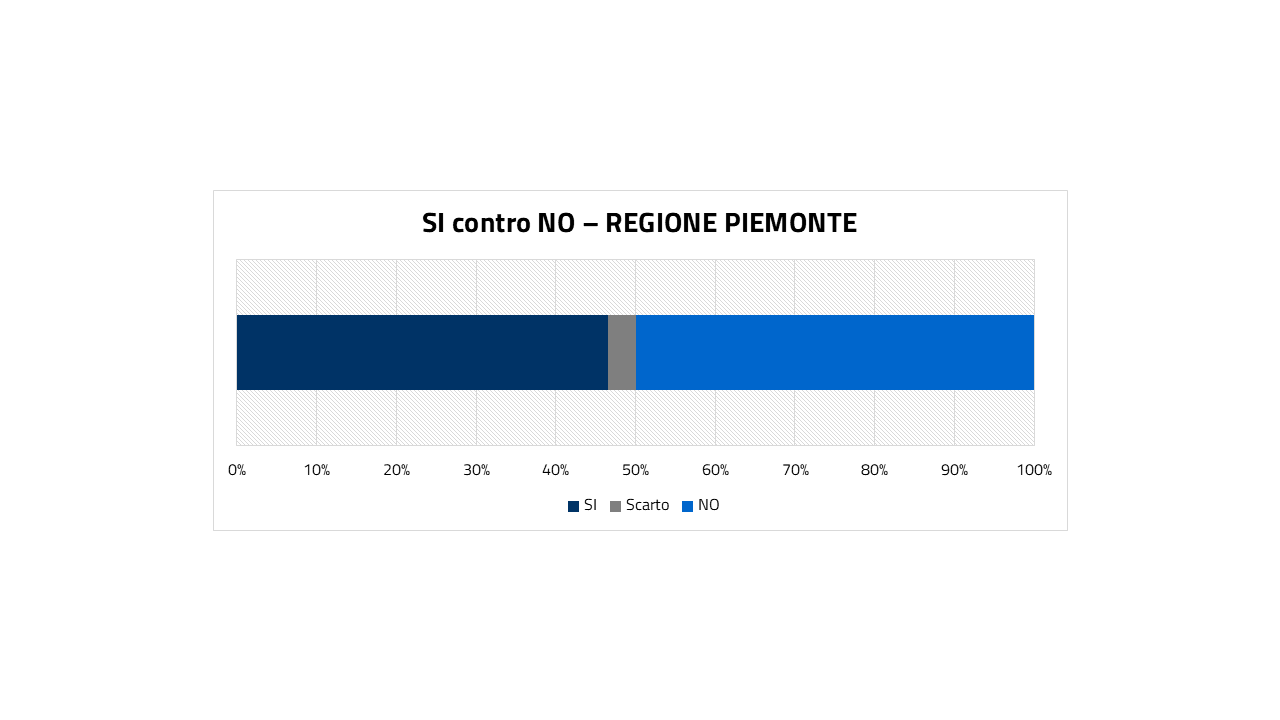 SI contro NO – REGIONE PIEMONTE
0% 10% 20% 30% 40% 50% 60% 70% 80% 90% 100%
SI Scarto NO